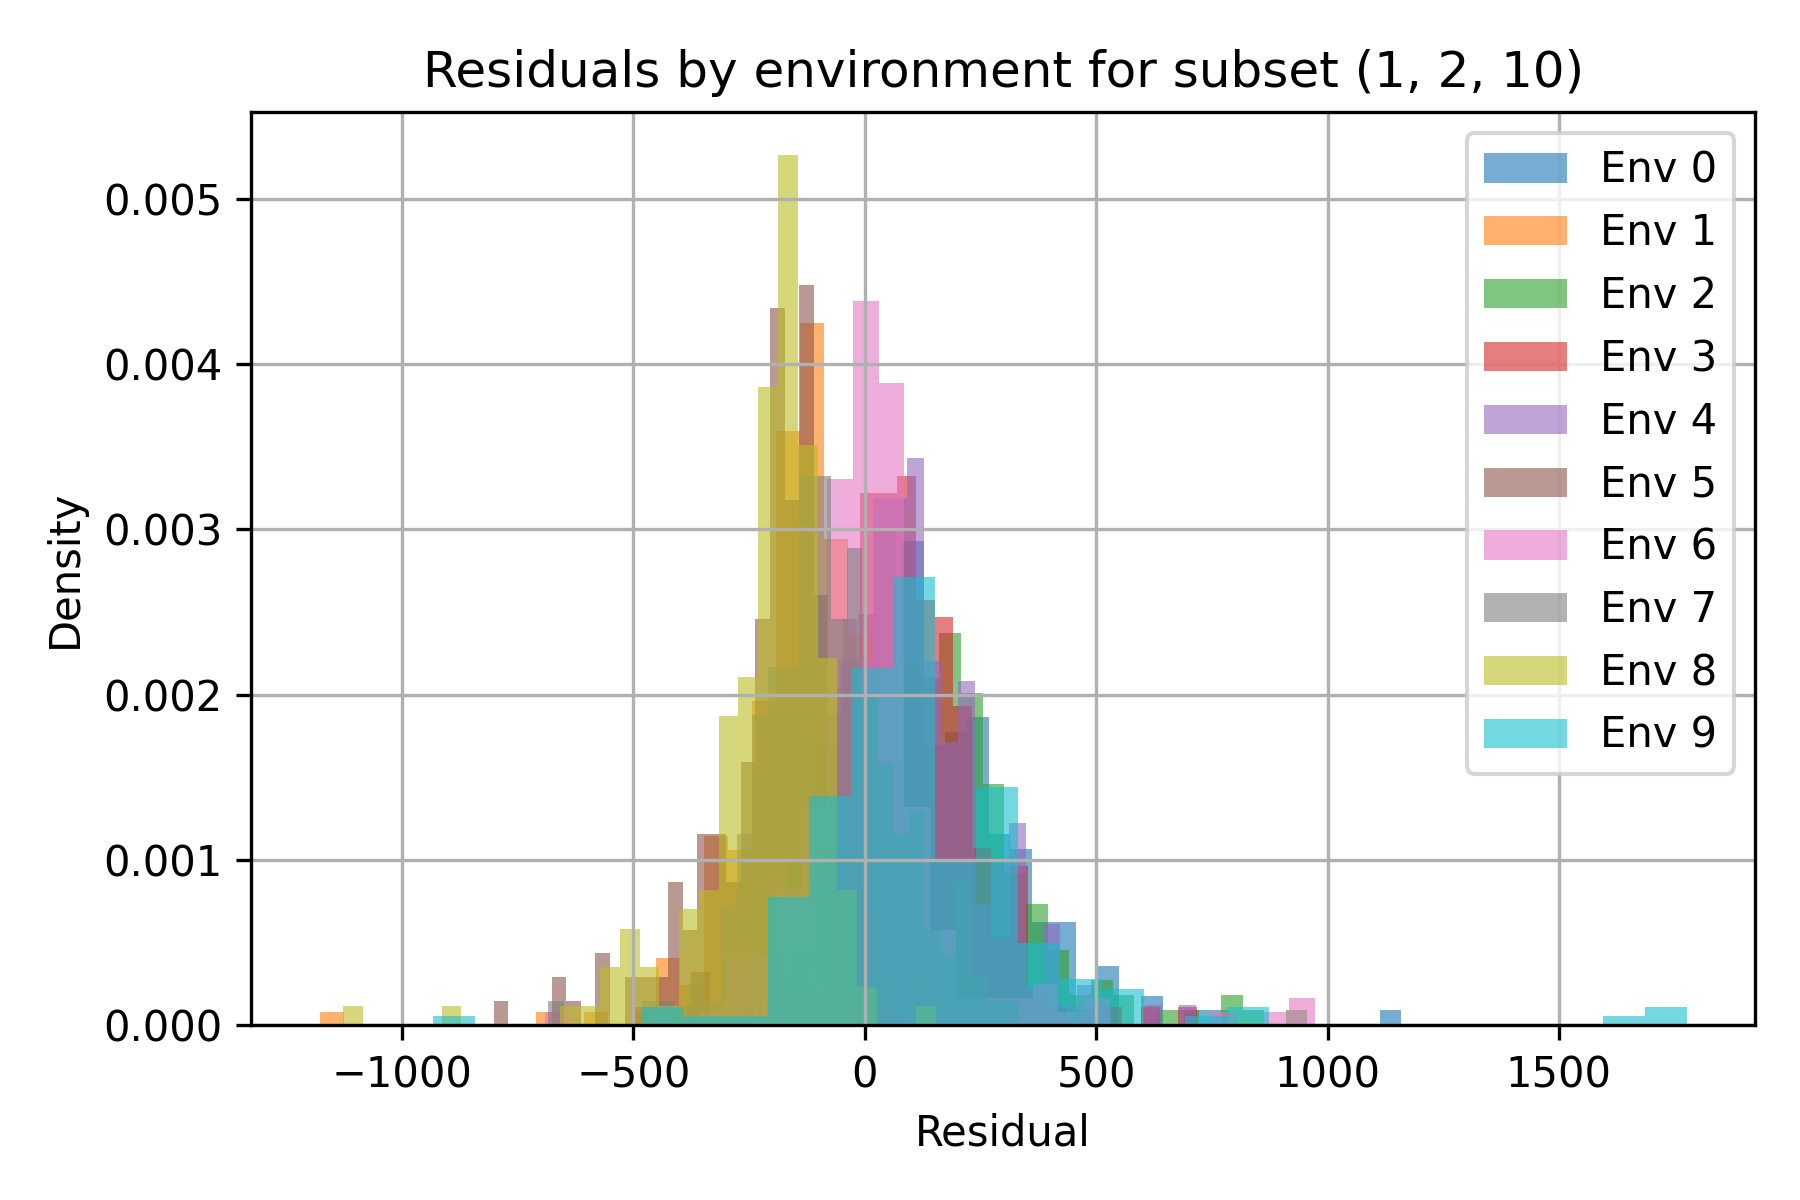 Residuals by environment for subset (1, 2, 10)
Density
0.005
0.004
0.003
0.002
0.001
0.000
−1000
−500
0
500
1000
1500
Residual
Env 0
Env 1
Env 2
Env 3
Env 4
Env 5
Env 6
Env 7
Env 8
Env 9